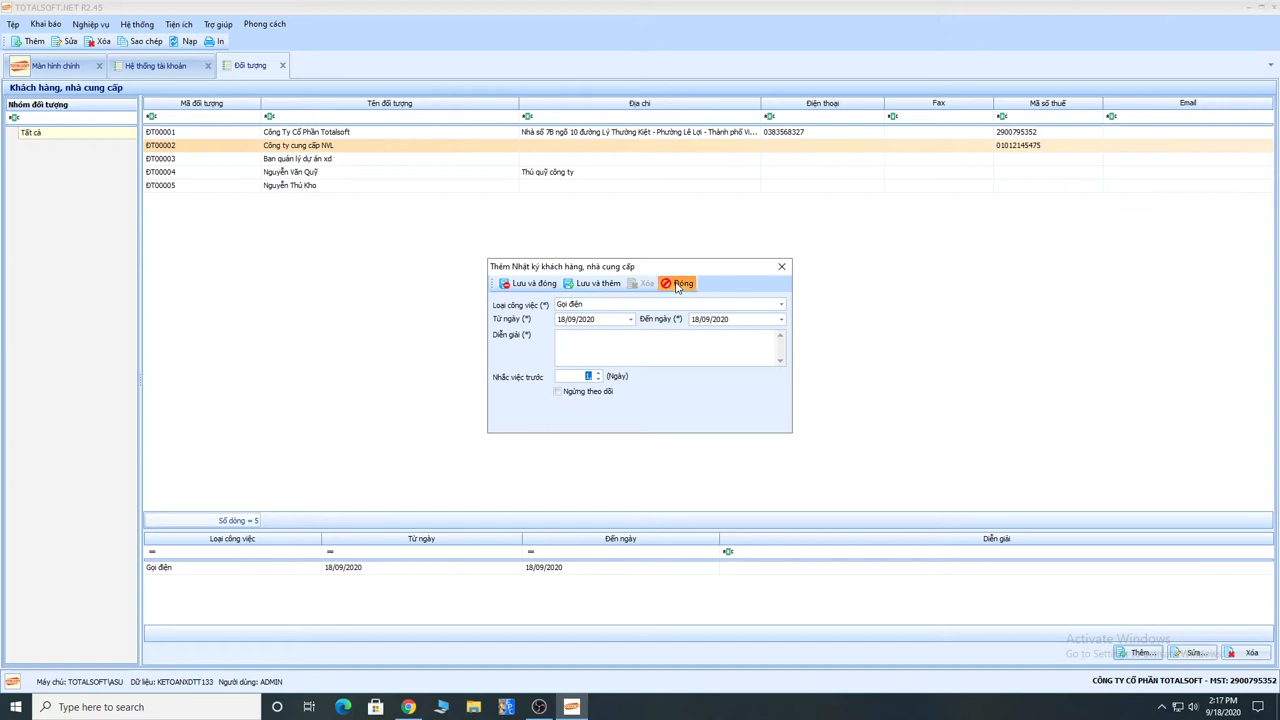 TOTALSOFT.NET R2.45
Tệp Khai báo Nghiệp vụ Hệ thống Tiện ích Trợ giúp Phong cách
Thêm Sửa Xóa Sao chép Nạp In
Màn hình chính Hệ thống tài khoản Đối tượng
Khách hàng, nhà cung cấp
Nhóm đối tượng
Tất cả
Mã đối tượng Tên đối tượng Địa chỉ Điện thoại Fax Mã số thuế Email
ĐT00001 Công Ty Cổ Phần Totalsoft Nhà số 7B ngõ 10 đường Lý Thường Kiệt - Phường Lê Lợi - Thành phố Vi... 0383568327 2900795352
ĐT00002 Công ty cung cấp NVL 01012145475
ĐT00003 Ban quản lý dự án xd
ĐT00004 Nguyễn Văn Quỹ Thủ quỹ công ty
ĐT00005 Nguyễn Thủ Kho
Thêm Nhật ký khách hàng, nhà cung cấp
Lưu và đóng Lưu và thêm Xóa Đóng
Loại công việc (*) Gọi điện
Từ ngày (*) 18/09/2020 Đến ngày (*) 18/09/2020
Diễn giải (*)
Nhắc việc trước 1 (Ngày)
Ngừng theo dõi
Số dòng = 5
Loại công việc Từ ngày Đến ngày Diễn giải
Gọi điện 18/09/2020 18/09/2020
Activate Windows
Go to Settings
Thêm... Sửa... Xóa
Máy chủ: TOTALSOFT\ASU Dữ liệu: KETOANXDTT133 Người dùng: ADMIN
CÔNG TY CỔ PHẦN TOTALSOFT - MST: 2900795352
Type here to search
2:17 PM
9/18/2020